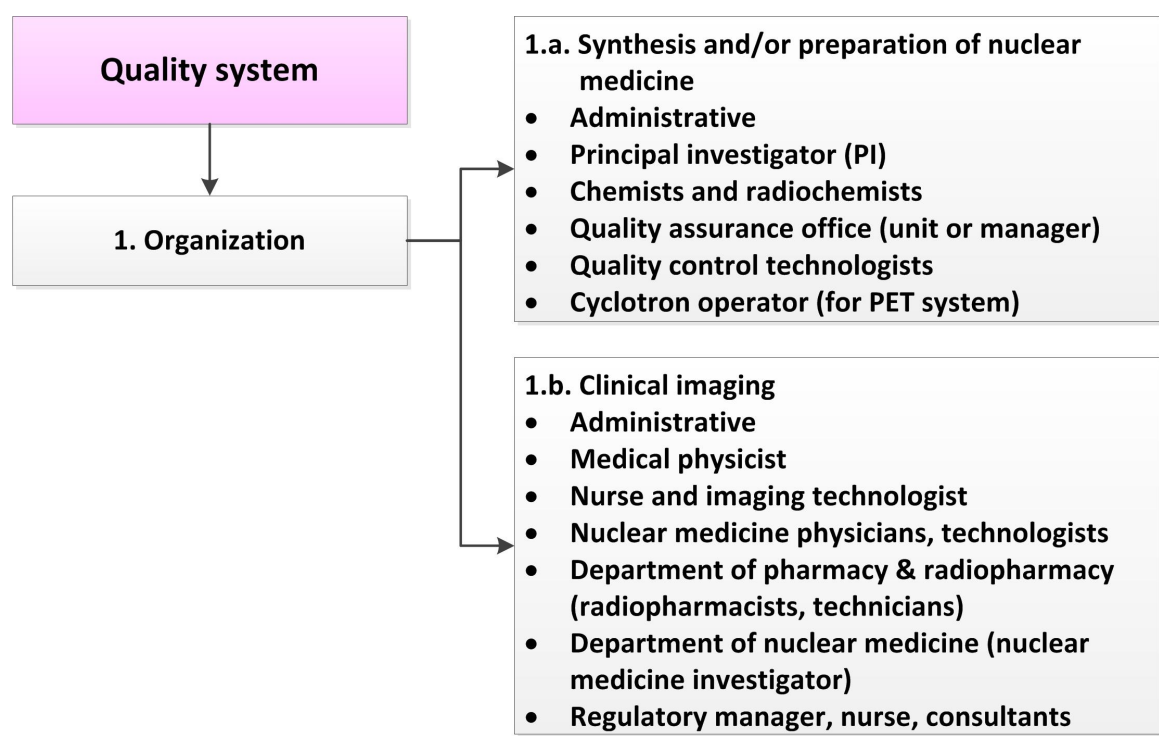 Quality system
1. Organization
1.a. Synthesis and/or preparation of nuclear
medicine
• Administrative
• Principal investigator (PI)
• Chemists and radiochemists
• Quality assurance office (unit or manager)
• Quality control technologists
• Cyclotron operator (for PET system)
1.b. Clinical imaging
• Administrative
• Medical physicist
• Nurse and imaging technologist
• Nuclear medicine physicians, technologists
• Department of pharmacy & radiopharmacy
(radiopharmacists, technicians)
• Department of nuclear medicine (nuclear
medicine investigator)
• Regulatory manager, nurse, consultants